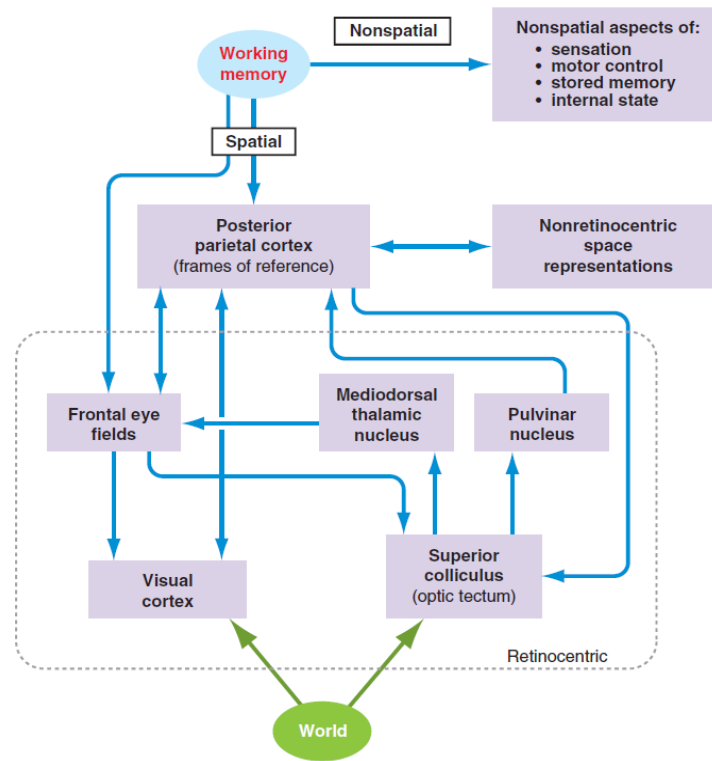 Nonspatial
Working
memory
Nonspatial aspects of:
• sensation
• motor control
• stored memory
• internal state
Spatial
Posterior
parietal cortex
(frames of reference)
Nonretinocentric
space
representations
Frontal eye
fields
Mediodorsal
thalamic
nucleus
Pulvinar
nucleus
Visual
cortex
Superior
colliculus
(optic tectum)
Retinocentric
World